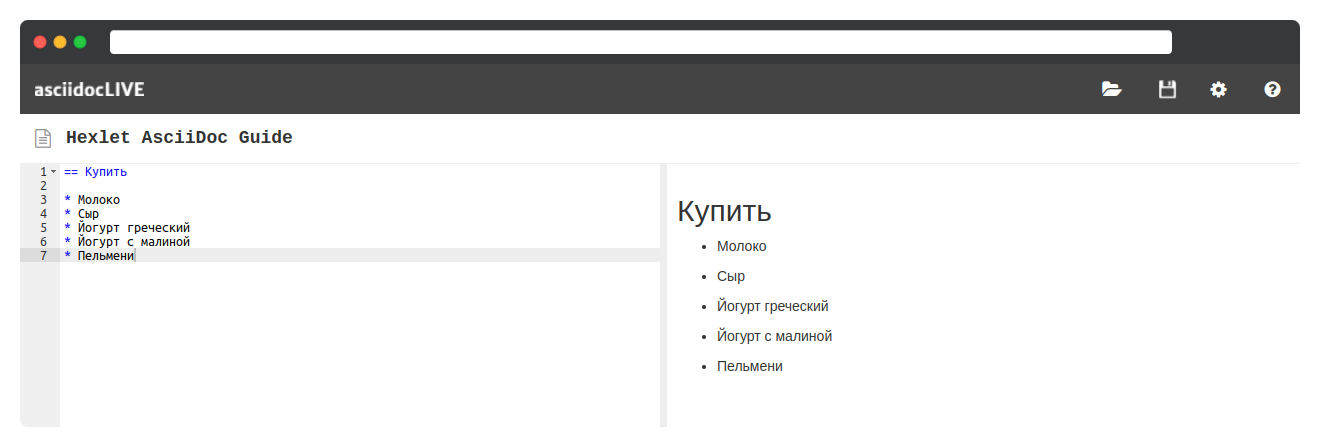 asciidocLIVE
Hexlet AsciiDoc Guide
1 == Купить
2
3 * Молоко
4 * Сыр
5 * Йогурт греческий
6 * Йогурт с малиной
7 * Пельмени
Купить
• Молоко
• Сыр
• Йогурт греческий
• Йогурт с малиной
• Пельмени